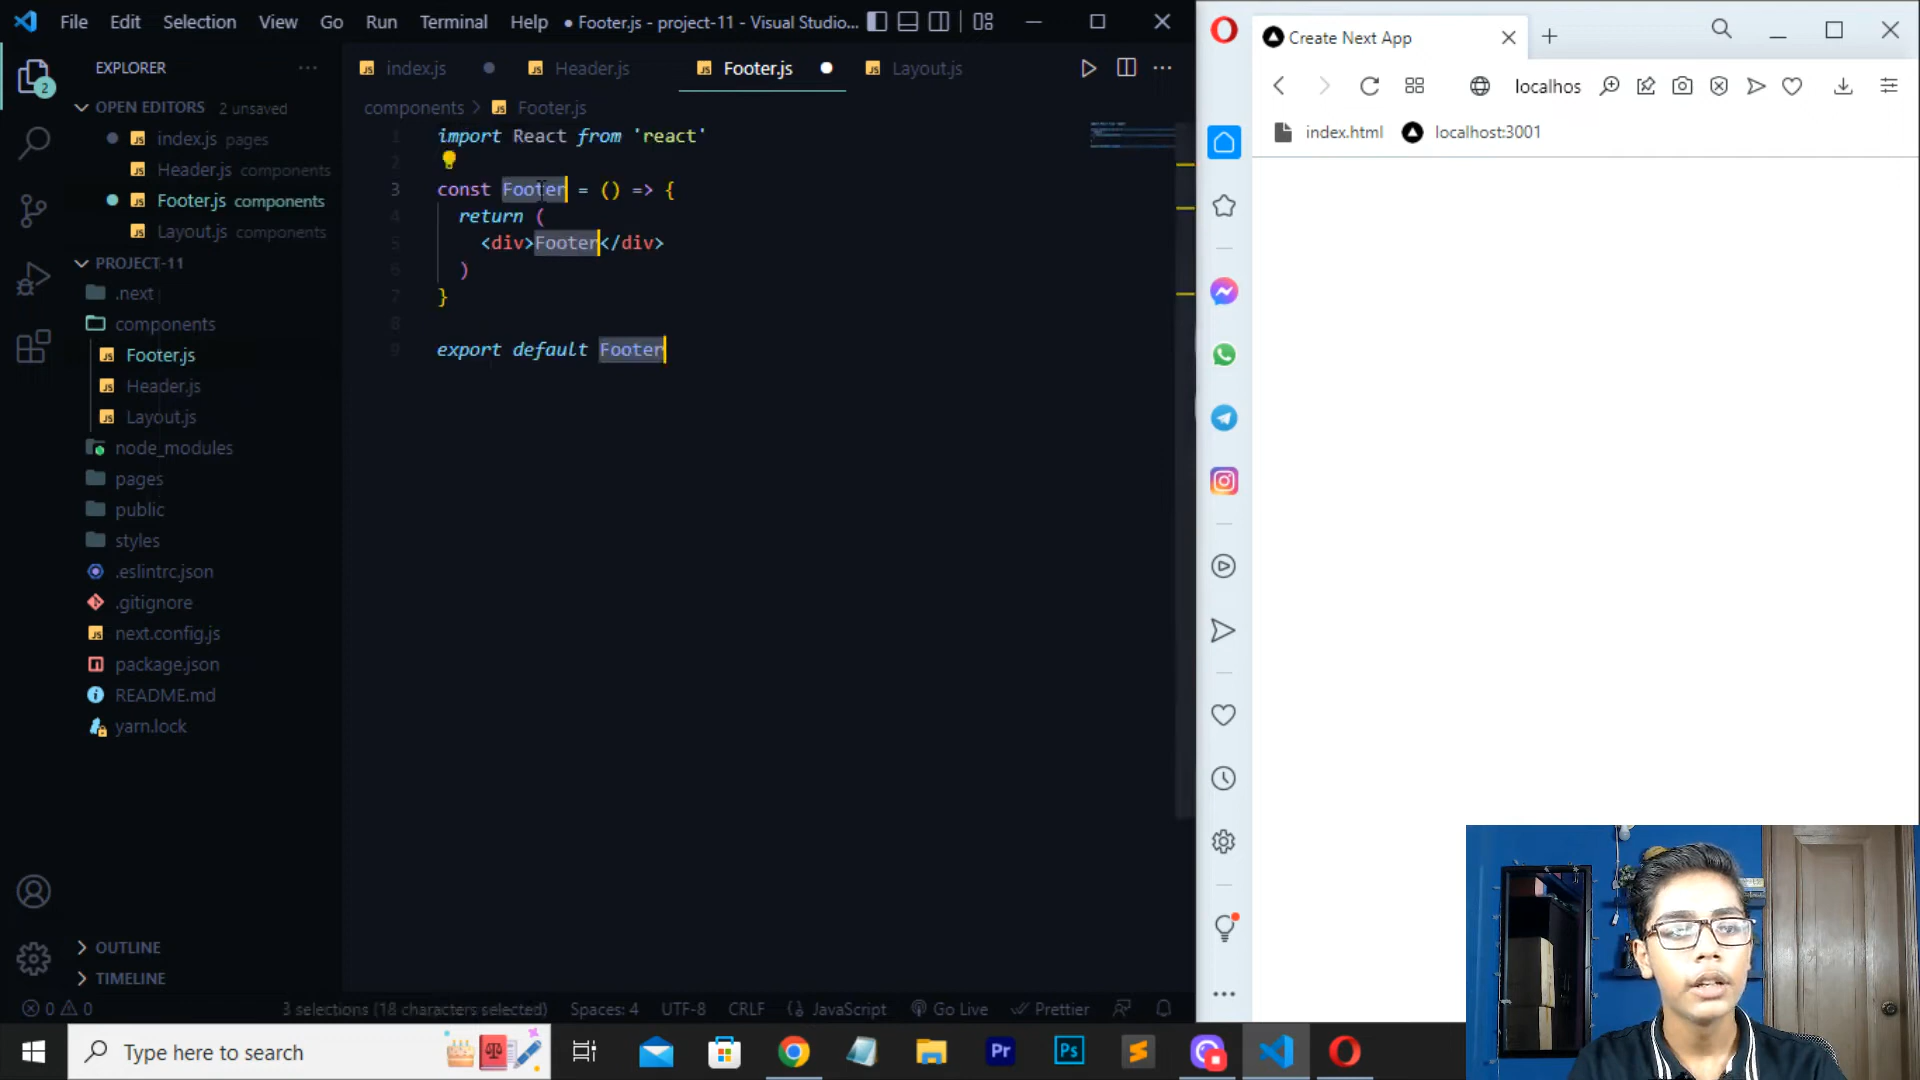 File Edit Selection View Go Run Terminal Help ● Footer.js - project-11 - Visual Studio...
EXPLORER ...
OPEN EDITORS 2 unsaved
index.js pages
Header.js components
Footer.js components
Layout.js components
PROJECT-11
.next
components
Footer.js
Header.js
Layout.js
node_modules
pages
public
styles
.eslintrc.json
.gitignore
next.config.js
package.json
README.md
yarn.lock
OUTLINE
TIMELINE
2
index.js Header.js Footer.js Layout.js
components > Footer.js
1 import React from 'react'
2
3 const Footer = () => {
4 return (
5 <div>Footer</div>
6 )
7 }
8
9 export default Footer
0 0 3 selections (18 characters selected) Spaces: 4 UTF-8 CRLF {} JavaScript Go Live Prettier
Create Next App
localhos
index.html localhost:3001
Type here to search
Pr
Ps